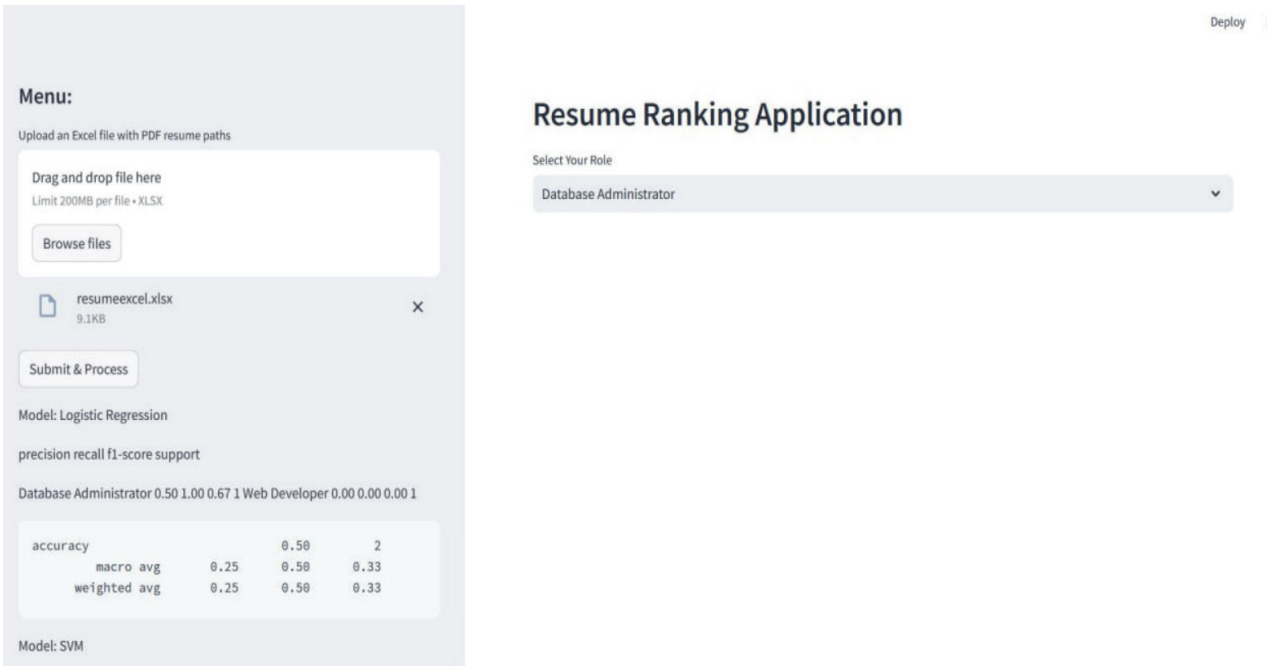 Deploy
Menu:
Upload an Excel file with PDF resume paths
Drag and drop file here
Limit 200MB per file • XLSX
Browse files
resumeexcel.xlsx
9.1KB
Submit & Process
Model: Logistic Regression
precision recall f1-score support
Database Administrator 0.50 1.00 0.67 1 Web Developer 0.00 0.00 0.00 1
accuracy 0.50 2
macro avg 0.25 0.50 0.33
weighted avg 0.25 0.50 0.33
Model: SVM
Resume Ranking Application
Select Your Role
Database Administrator